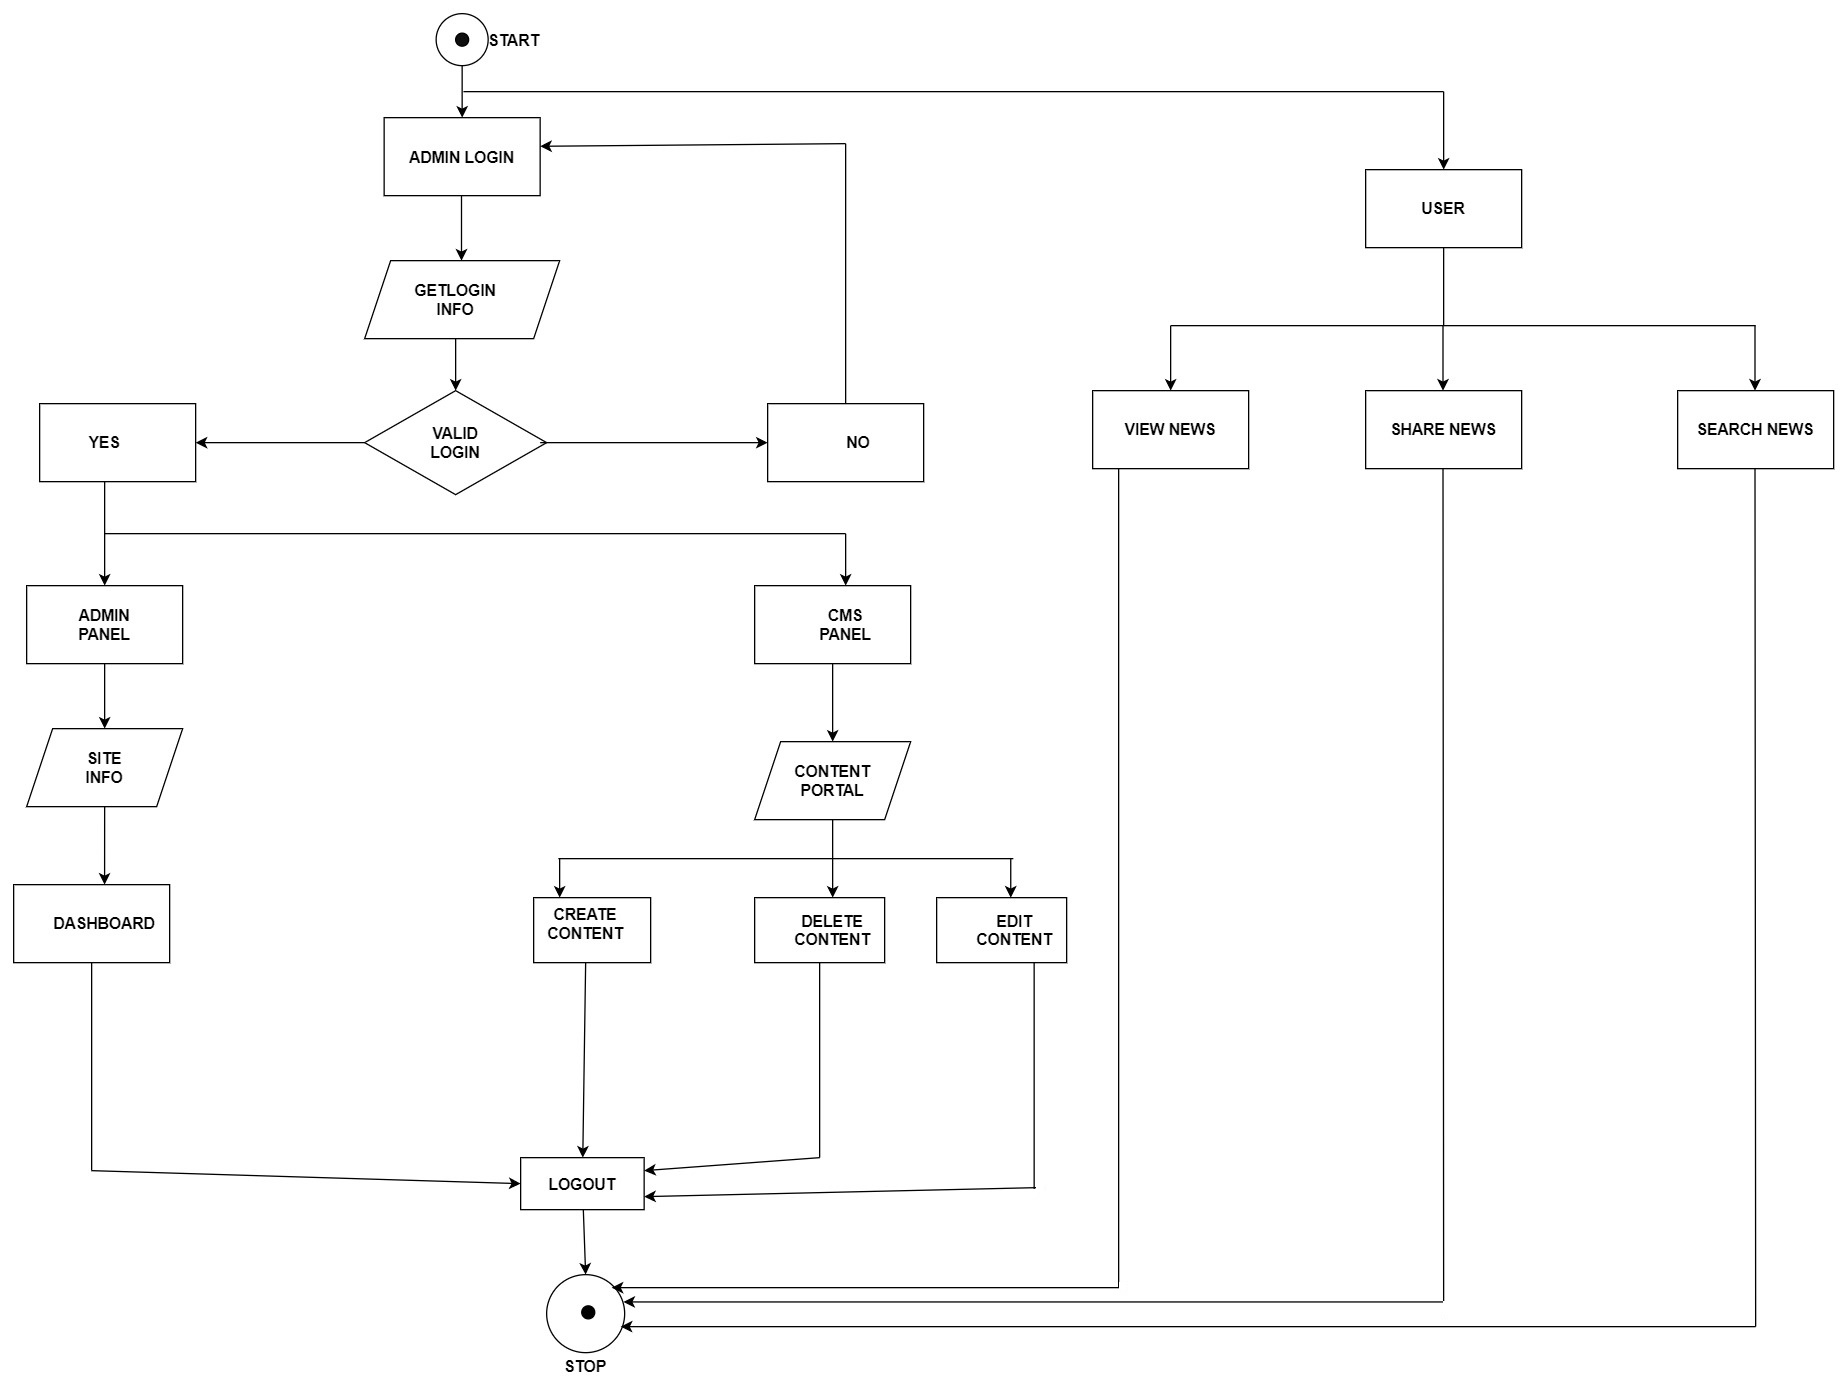 START
ADMIN LOGIN
USER
GETLOGIN
INFO
YES
VALID
LOGIN
NO
VIEW NEWS
SHARE NEWS
SEARCH NEWS
ADMIN
PANEL
CMS
PANEL
SITE
INFO
CONTENT
PORTAL
DASHBOARD
CREATE
CONTENT
DELETE
CONTENT
EDIT
CONTENT
LOGOUT
STOP